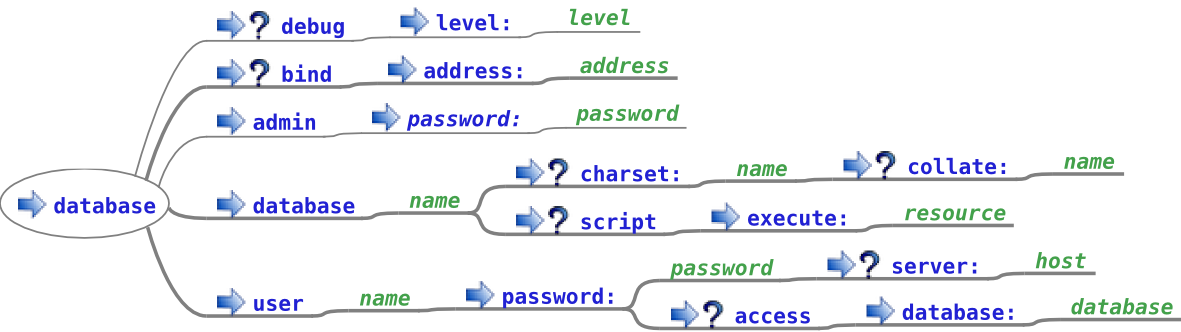 ? debug level: level
? bind address: address
admin password: password
database
database name
? charset: name ? collate: name
? script execute: resource
user name password:
password ? server: host
? access database: database